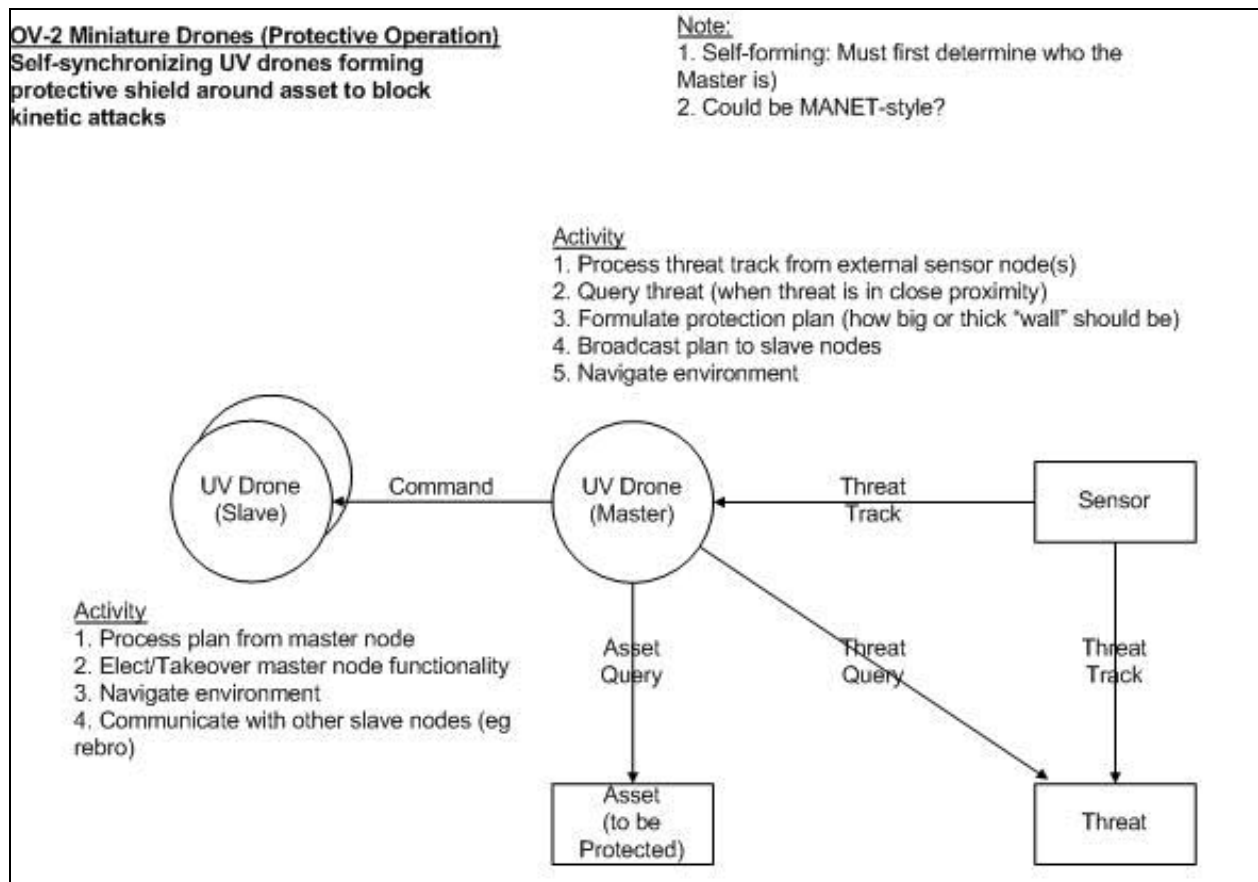 OV-2 Miniature Drones (Protective Operation)
Self-synchronizing UV drones forming
protective shield around asset to block
kinetic attacks
Note:
1. Self-forming: Must first determine who the
Master is)
2. Could be MANET-style?
Activity
1. Process threat track from external sensor node(s)
2. Query threat (when threat is in close proximity)
3. Formulate protection plan (how big or thick “wall” should be)
4. Broadcast plan to slave nodes
5. Navigate environment
UV Drone
(Slave)
Command
UV Drone
(Master)
Threat
Track
Sensor
Activity
1. Process plan from master node
2. Elect/Takeover master node functionality
3. Navigate environment
4. Communicate with other slave nodes (eg
rebro)
Asset
Query
Threat
Query
Threat
Track
Asset
(to be
Protected)
Threat